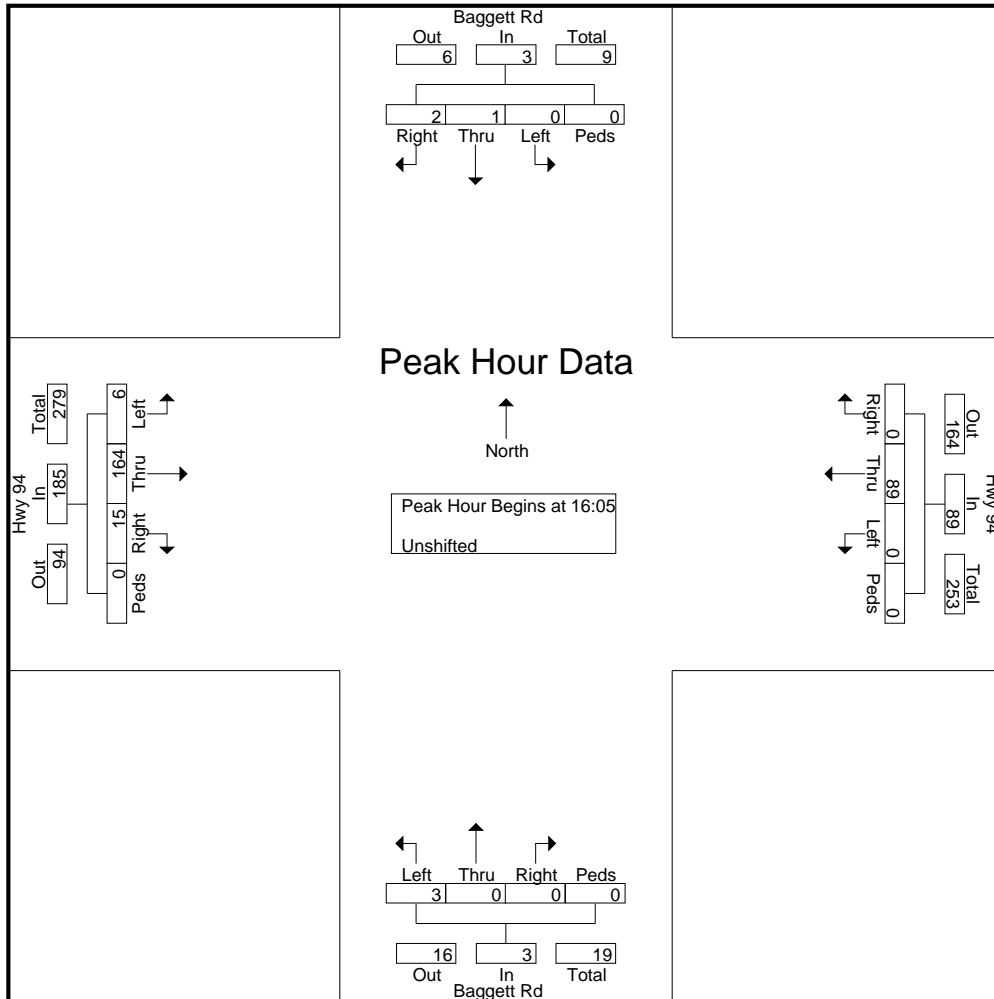 Baggett Rd
Out In Total
6 3 9
2 1 0 0
Right Thru Left Peds
Peak Hour Data
North
Peak Hour Begins at 16:05
Unshifted
Hwy 94
Total In Out
279 185 94
6 164 15 0
Left Thru Right Peds
Right Thru Left Peds
0 89 0 0
Out In Total
164 89 253
Hwy 94
Left Thru Right Peds
3 0 0 0
16 3 19
Out In Total
Baggett Rd